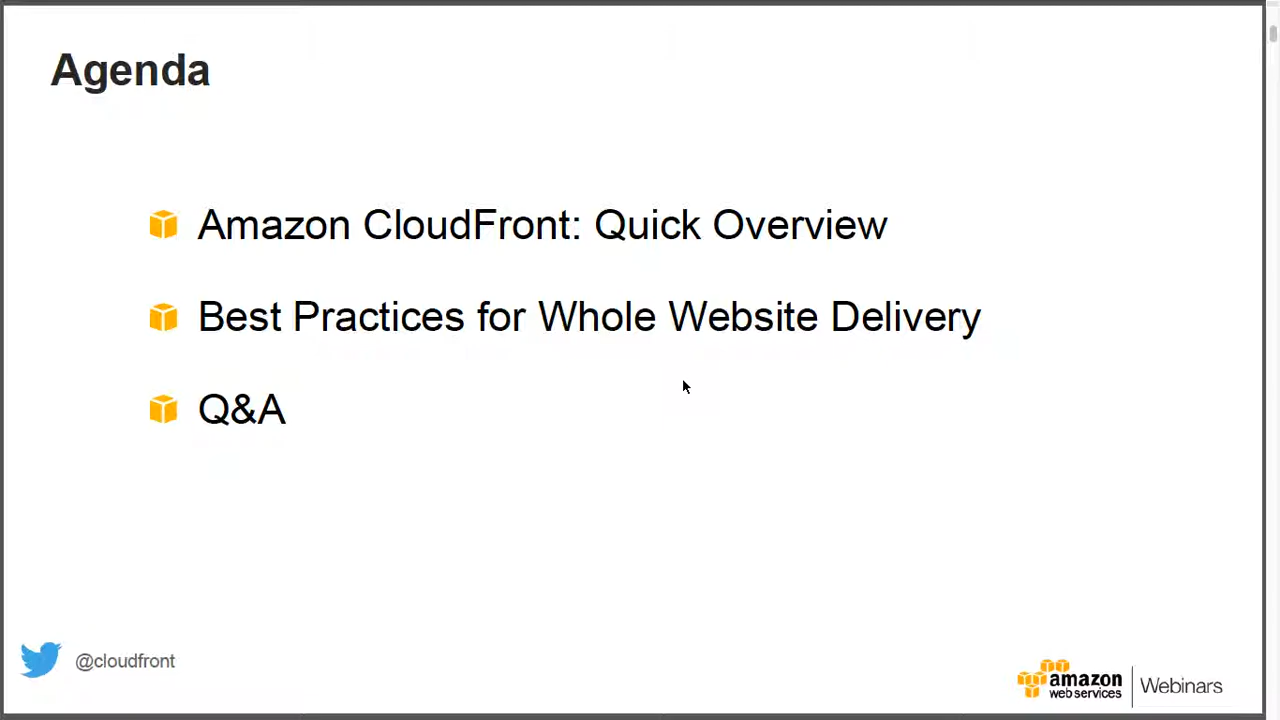 Agenda
Amazon CloudFront: Quick Overview
Best Practices for Whole Website Delivery
Q&A
@cloudfront
amazon
web services
Webinars